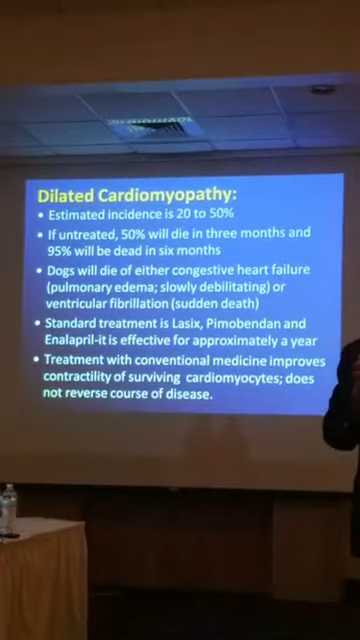 Dilated Cardiomyopathy:
• Estimated incidence is 20 to 50%
• If untreated, 50% will die in three months and
95% will be dead in six months
• Dogs will die of either congestive heart failure
(pulmonary edema; slowly debilitating) or
ventricular fibrillation (sudden death)
• Standard treatment is Lasix, Pimobendan and
Enalapril-it is effective for approximately a year
• Treatment with conventional medicine improves
contractility of surviving cardiomyocytes; does
not reverse course of disease.